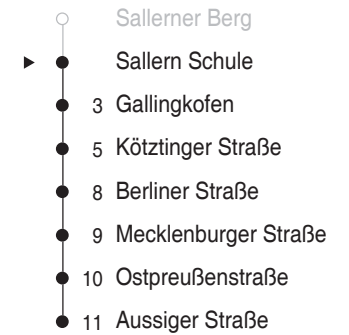 Sallerner Berg
Sallern Schule
3 Gallingkofen
5 Kötztinger Straße
8 Berliner Straße
9 Mecklenburger Straße
10 Ostpreußenstraße
11 Aussiger Straße